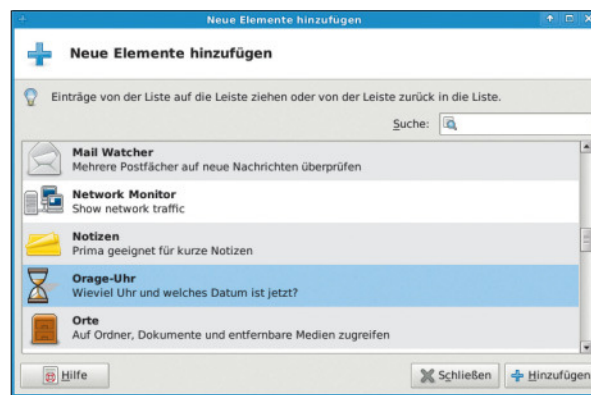 Neue Elemente hinzufügen
Neue Elemente hinzufügen
Einträge von der Liste auf die Leiste ziehen oder von der Leiste zurück in die Liste.
Suche:
Mail Watcher
Mehrere Postfächer auf neue Nachrichten überprüfen
Network Monitor
Show network traffic
Notizen
Prima geeignet für kurze Notizen
Orage-Uhr
Wieviel Uhr und welches Datum ist jetzt?
Orte
Auf Ordner, Dokumente und entfernbare Medien zugreifen
Hilfe
Schließen
Hinzufügen